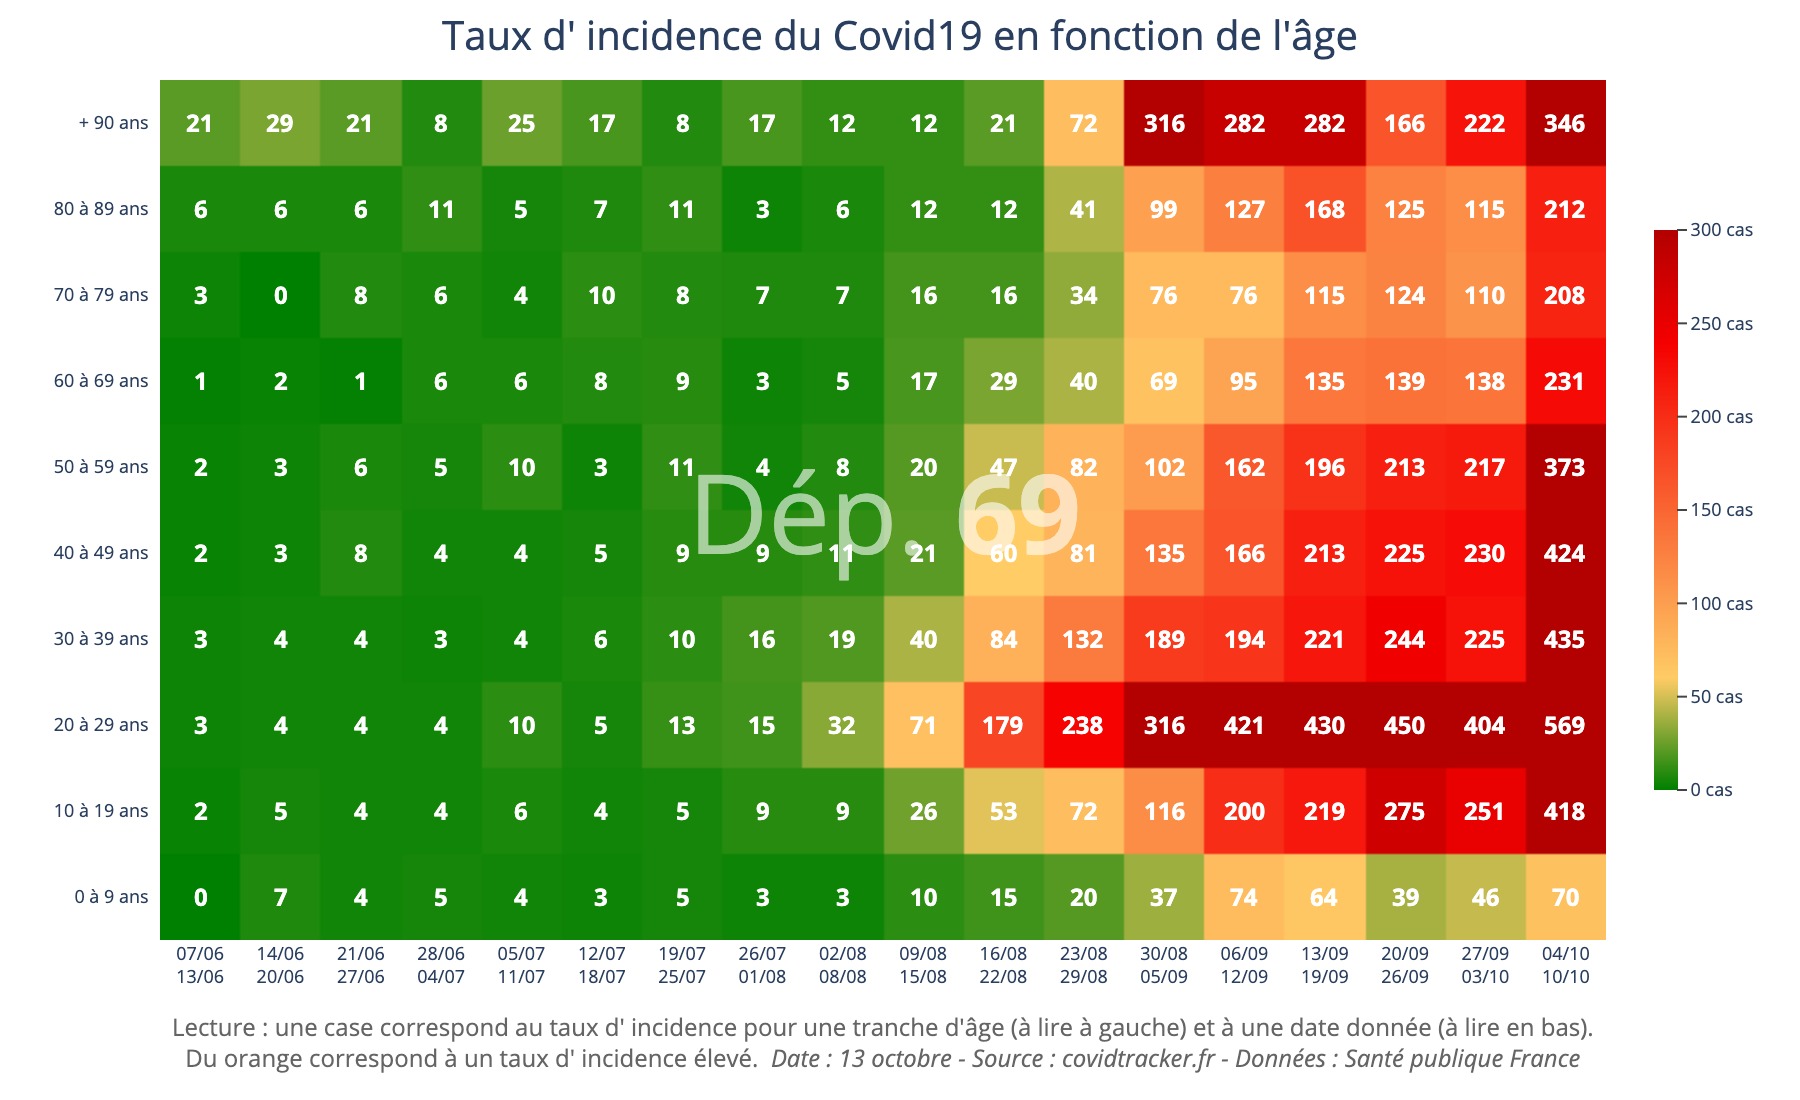 Taux d' incidence du Covid19 en fonction de l'âge
+ 90 ans 21 29 21 8 25 17 8 17 12 12 21 72 316 282 282 166 222 346
80 à 89 ans 6 6 6 11 5 7 11 3 6 12 12 41 99 127 168 125 115 212
70 à 79 ans 3 0 8 6 4 10 8 7 7 16 16 34 76 76 115 124 110 208
60 à 69 ans 1 2 1 6 6 8 9 3 5 17 29 40 69 95 135 139 138 231
50 à 59 ans 2 3 6 5 10 3 11 4 8 20 47 82 102 162 196 213 217 373
Dép. 69
40 à 49 ans 2 3 8 4 4 5 9 9 11 21 60 81 135 166 213 225 230 424
30 à 39 ans 3 4 4 3 4 6 10 16 19 40 84 132 189 194 221 244 225 435
20 à 29 ans 3 4 4 4 10 5 13 15 32 71 179 238 316 421 430 450 404 569
10 à 19 ans 2 5 4 4 6 4 5 9 9 26 53 72 116 200 219 275 251 418
0 à 9 ans 0 7 4 5 4 3 5 3 3 10 15 20 37 74 64 39 46 70
07/06 14/06 21/06 28/06 05/07 12/07 19/07 26/07 02/08 09/08 16/08 23/08 30/08 06/09 13/09 20/09 27/09 04/10
13/06 20/06 27/06 04/07 11/07 18/07 25/07 01/08 08/08 15/08 22/08 29/08 05/09 12/09 19/09 26/09 03/10 10/10
300 cas
250 cas
200 cas
150 cas
100 cas
50 cas
0 cas
Lecture : une case correspond au taux d' incidence pour une tranche d'âge (à lire à gauche) et à une date donnée (à lire en bas).
Du orange correspond à un taux d' incidence élevé. Date : 13 octobre - Source : covidtracker.fr - Données : Santé publique France